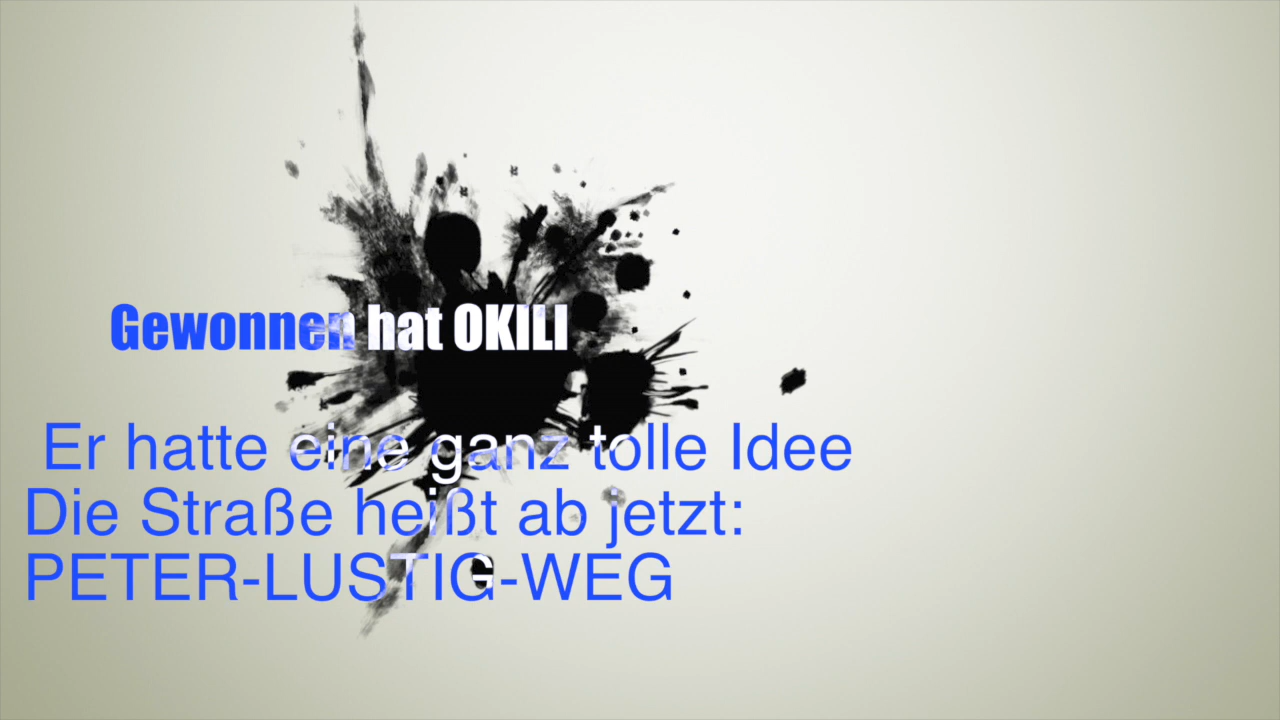 Gewonnen hat OKILI
Er hatte eine ganz tolle Idee
Die Straße heißt ab jetzt:
PETER-LUSTIG-WEG